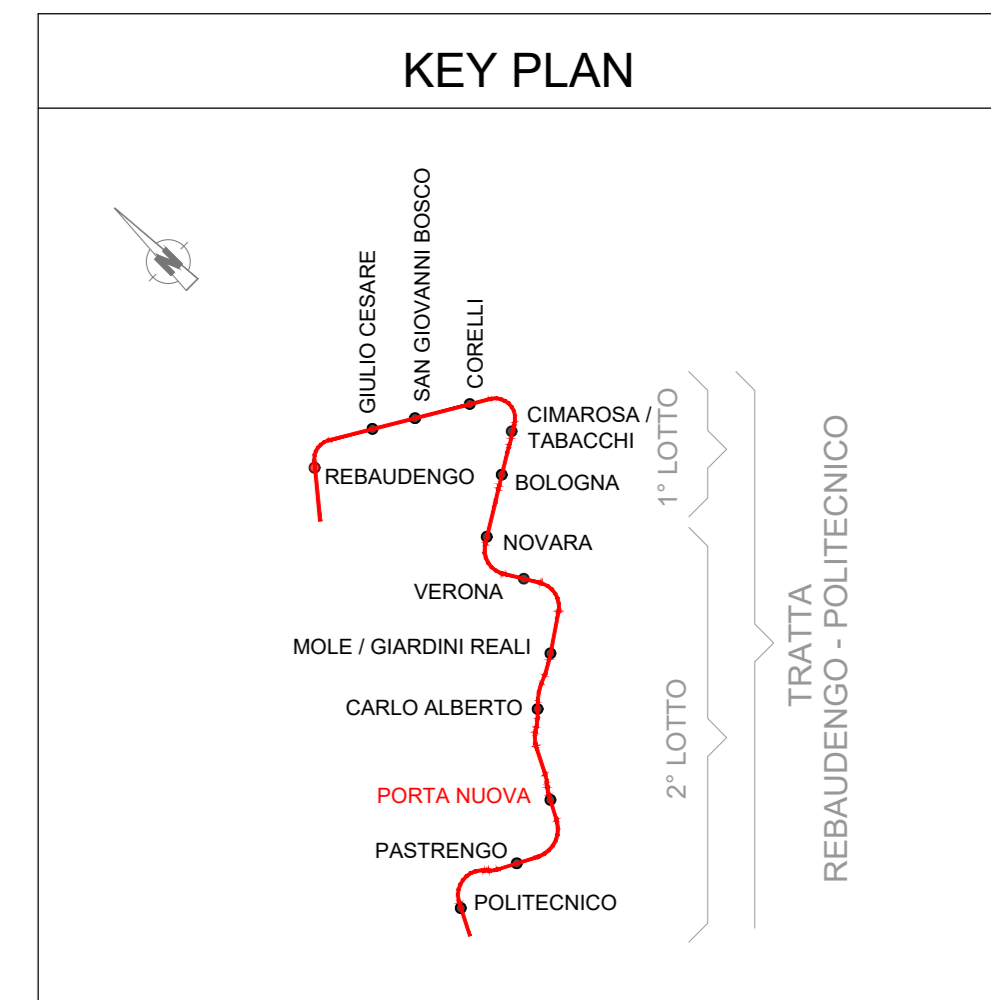 KEY PLAN
N
GIULIO CESARE
SAN GIOVANNI BOSCO
CORELLI
CIMAROSA /
TABACCHI
REBAUDENGO
BOLOGNA
NOVARA
VERONA
MOLE / GIARDINI REALI
CARLO ALBERTO
PORTA NUOVA
PASTRENGO
POLITECNICO
1° LOTTO
2° LOTTO
TRATTA
REBAUDENGO - POLITECNICO